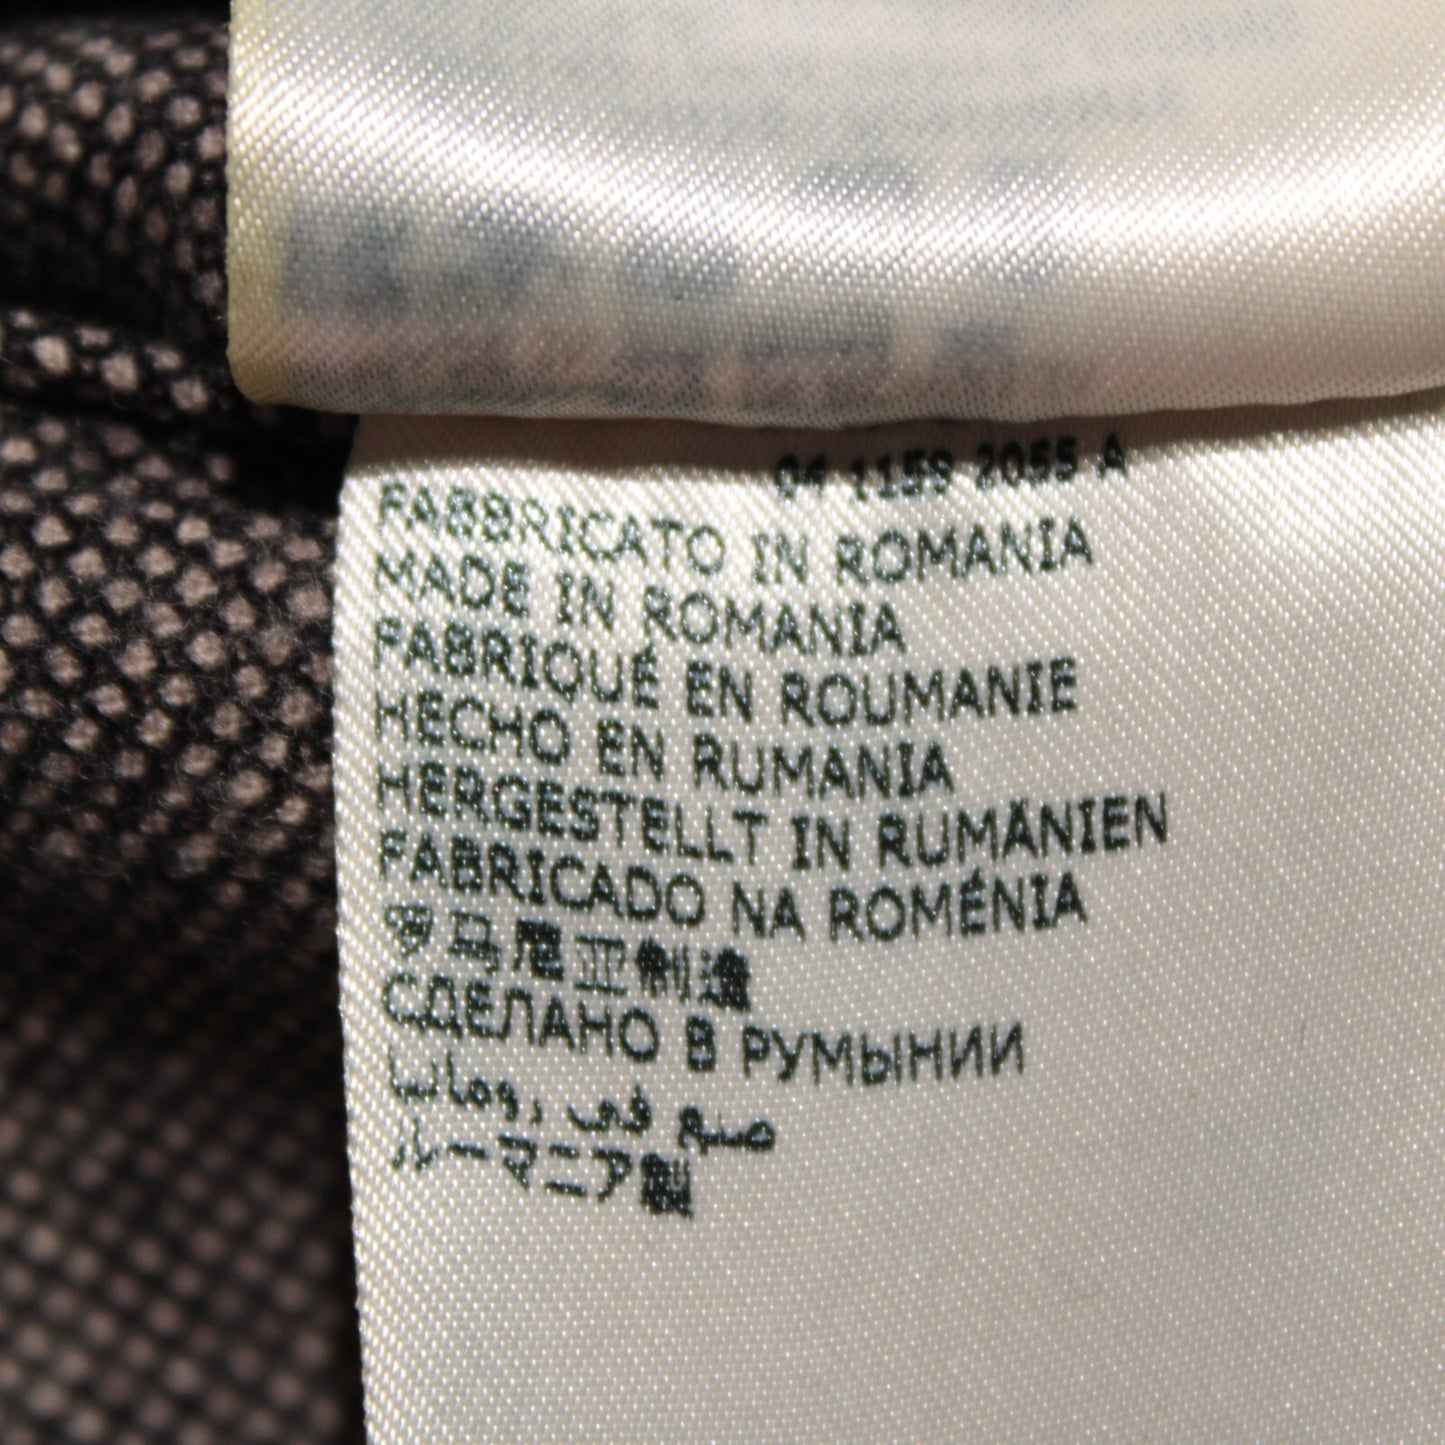 04 1159 2055 A
FABBRICATO IN ROMANIA
MADE IN ROMANIA
FABRIQUÉ EN ROUMANIE
HECHO EN RUMANIA
HERGESTELLT IN RUMÄNIEN
FABRICADO NA ROMÉNIA
罗马尼亚制造
СДЕЛАНО В РУМЫНИИ
صنع في رومانيا
ルーマニア製